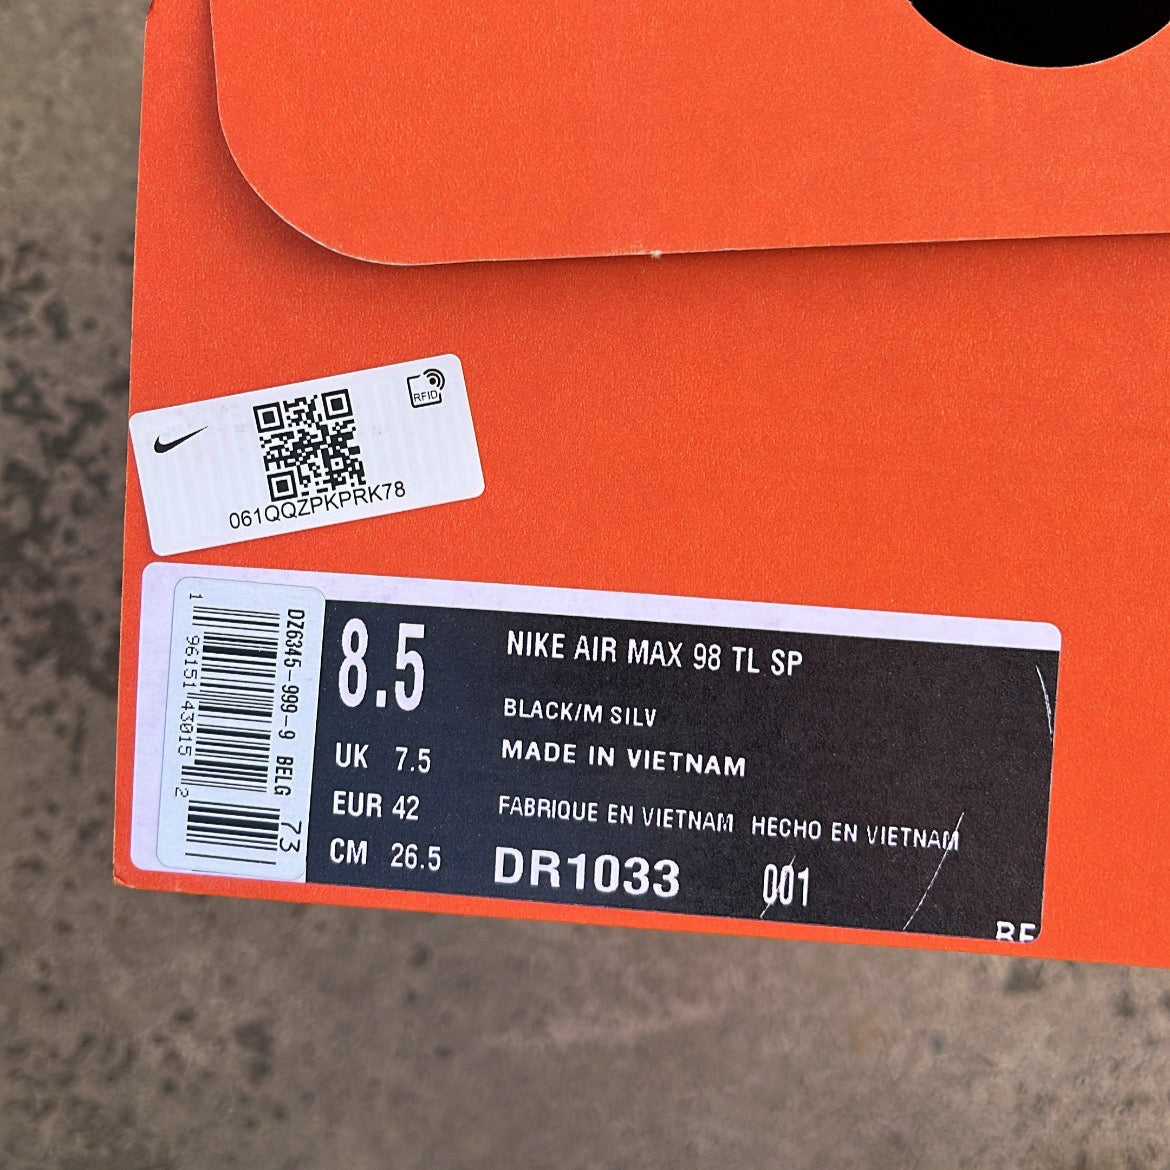 RFID
061QQZPKPRK78
1 96151 43015 2
DZ6345-999-9 BELG 73
8.5
UK 7.5
EUR 42
CM 26.5
NIKE AIR MAX 98 TL SP
BLACK/M SILV
MADE IN VIETNAM
FABRIQUE EN VIETNAM HECHO EN VIETNAM
DR1033 001